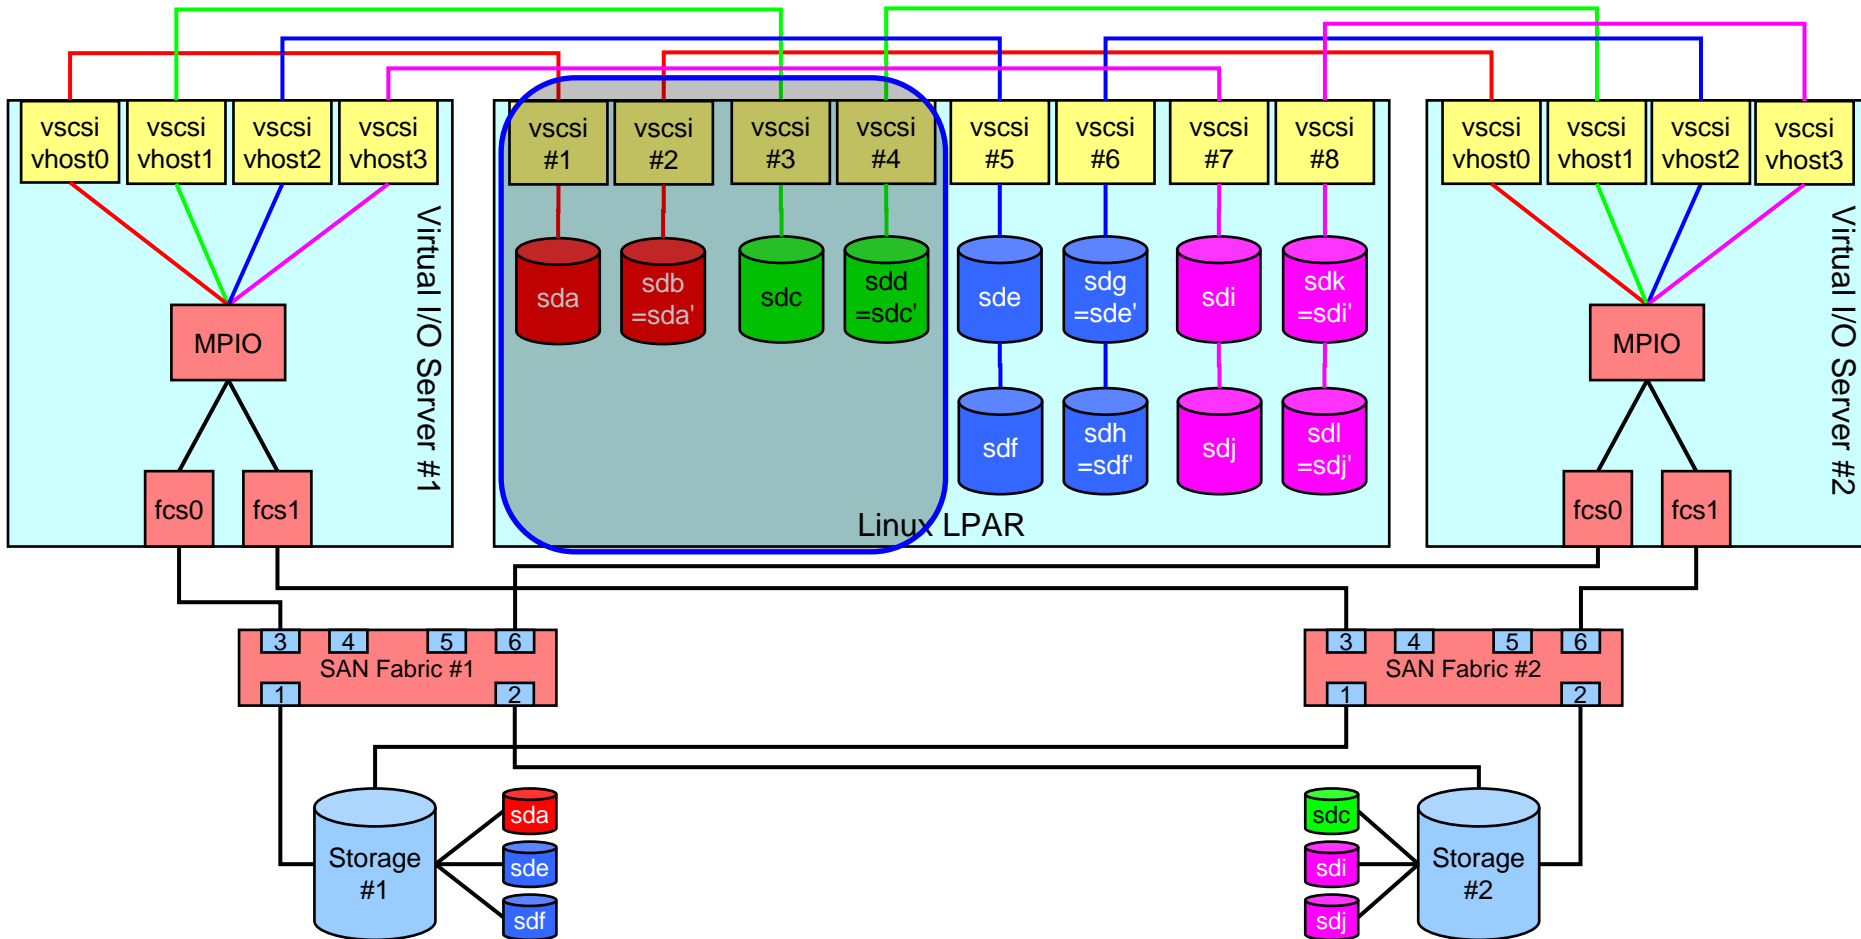 vscsi
vhost0
vscsi
vhost1
vscsi
vhost2
vscsi
vhost3
Virtual I/O Server #1
MPIO
fcs0
fcs1
vscsi
#1
vscsi
#2
vscsi
#3
vscsi
#4
vscsi
#5
vscsi
#6
vscsi
#7
vscsi
#8
sda
sdb
=sda'
sdc
sdd
=sdc'
sde
sdg
=sde'
sdi
sdk
=sdi'
sdf
sdh
=sdf'
sdj
sdl
=sdj'
Linux LPAR
vscsi
vhost0
vscsi
vhost1
vscsi
vhost2
vscsi
vhost3
Virtual I/O Server #2
MPIO
fcs0
fcs1
3
4
5
6
SAN Fabric #1
1
2
3
4
5
6
SAN Fabric #2
1
2
Storage
#1
sda
sde
sdf
sdc
sdi
sdj
Storage
#2